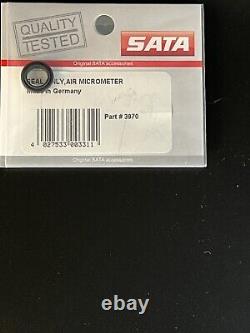 QUALITY
TESTED
SATA
Original SATA accessories
SEAL ONLY,AIR MICROMETER
Made in Germany
Part # 3970
4 027533 003311
Original SATA accessories